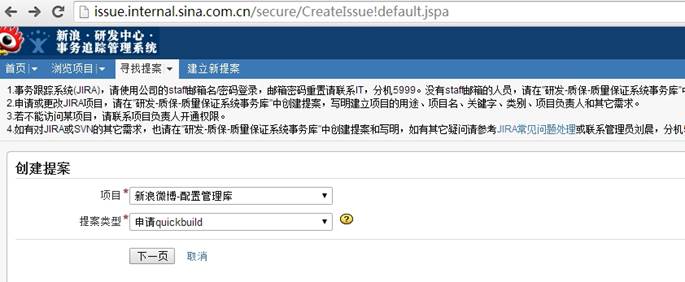 issue.internal.sina.com.cn/secure/CreateIssue!default.jspa
新浪·研发中心·
事务追踪管理系统
首页 浏览项目 寻找提案 建立新提案
1.事务跟踪系统(JIRA)，请使用公司的staff邮箱名/密码登录，邮箱密码重置请联系IT，分机5999。没有staff邮箱的人员，请在"研发-质保-质量保证系统事务库"中
2.申请或更改JIRA项目，请在"研发-质保-质量保证系统事务库"中创建提案，写明建立项目的用途、项目名、关键字、类别、项目负责人和其它需求。
3.若不能访问某项目，请联系项目负责人开通权限。
4.如有对JIRA或SVN的其它需求，也请在"研发-质保-质量保证系统事务库"中创建提案和写明，如有其它疑问请参考JIRA常见问题处理或联系管理员刘晨，分机
创建提案
项目* 新浪微博-配置管理库
提案类型* 申请quickbuild ?
下一页 取消